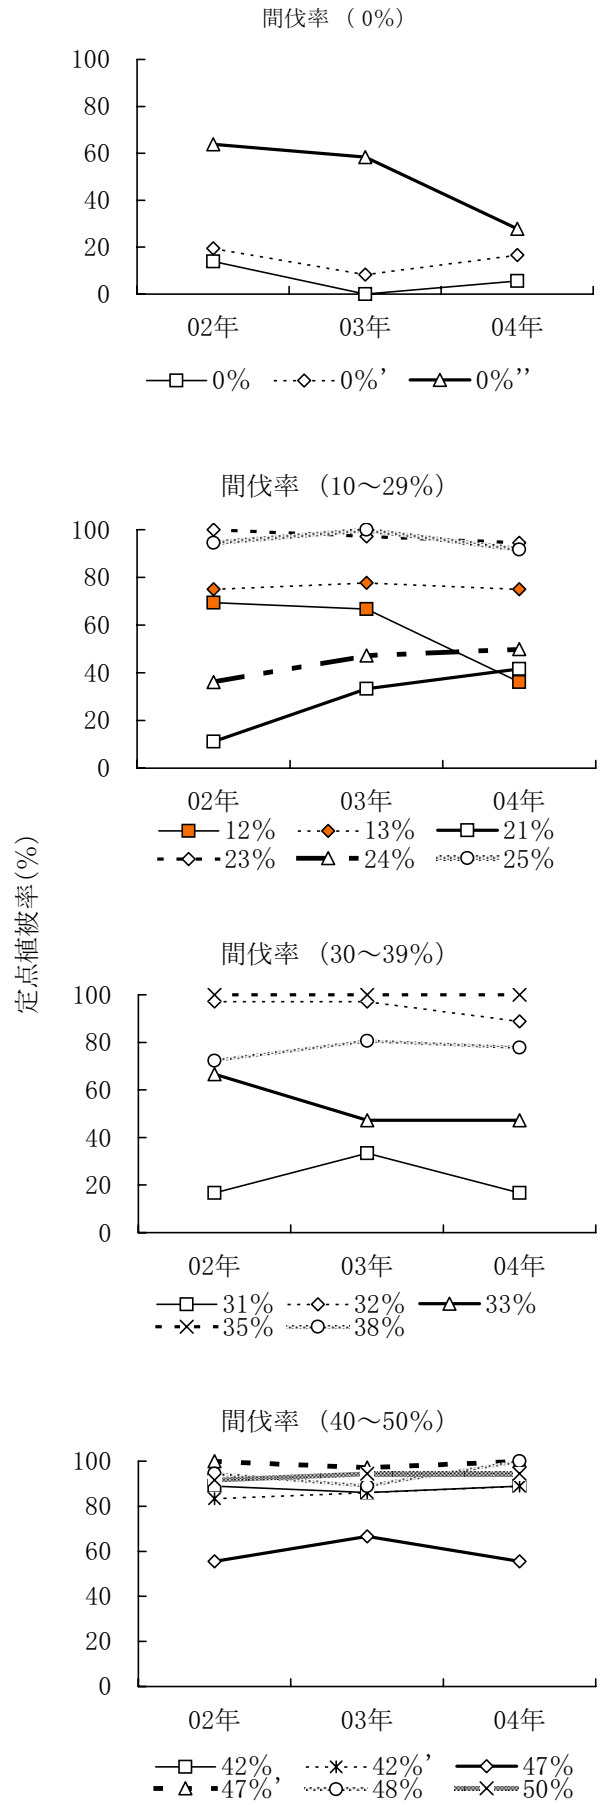 間伐率 （ 0%）
100
80
60
40
20
0
02年 03年 04年
0% 0%’ 0%’’
定点植被率(%)
間伐率 （10～29%）
100
80
60
40
20
0
02年 03年 04年
12% 13% 21%
23% 24% 25%
間伐率 （30～39%）
100
80
60
40
20
0
02年 03年 04年
31% 32% 33%
35% 38%
間伐率 （40～50%）
100
80
60
40
20
0
02年 03年 04年
42% 42%’ 47%
47%’ 48% 50%